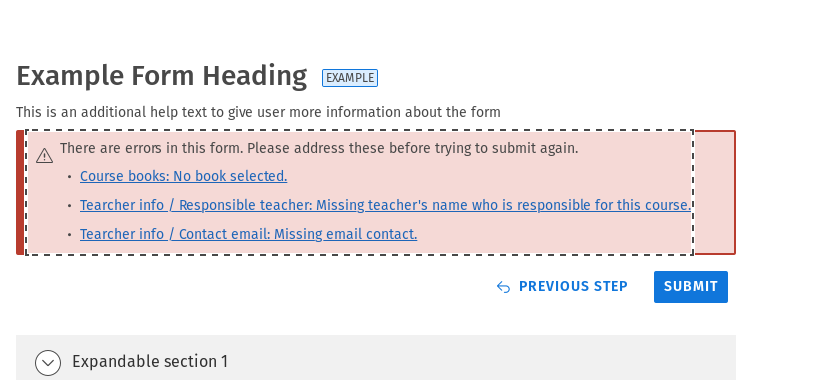 Example Form Heading EXAMPLE
This is an additional help text to give user more information about the form
There are errors in this form. Please address these before trying to submit again.
• Course books: No book selected.
• Tearcher info / Responsible teacher: Missing teacher's name who is responsible for this course.
• Tearcher info / Contact email: Missing email contact.
PREVIOUS STEP SUBMIT
Expandable section 1